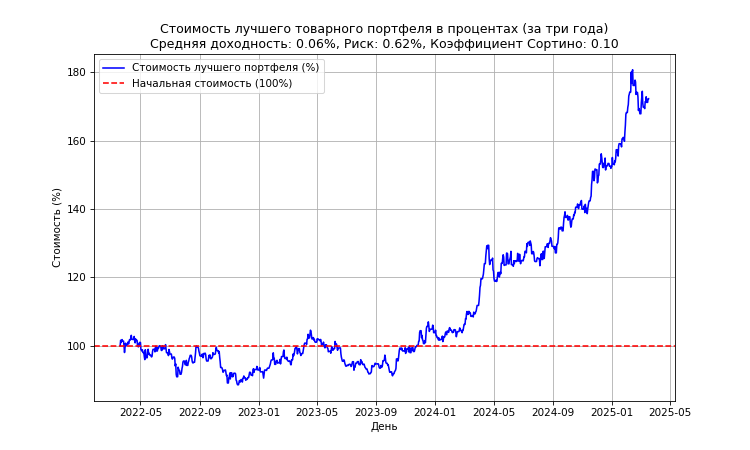 Стоимость лучшего товарного портфеля в процентах (за три года)
Средняя доходность: 0.06%, Риск: 0.62%, Коэффициент Сортино: 0.10
Стоимость лучшего портфеля (%)
Начальная стоимость (100%)
Стоимость (%)
180
160
140
120
100
2022-05 2022-09 2023-01 2023-05 2023-09 2024-01 2024-05 2024-09 2025-01 2025-05
День